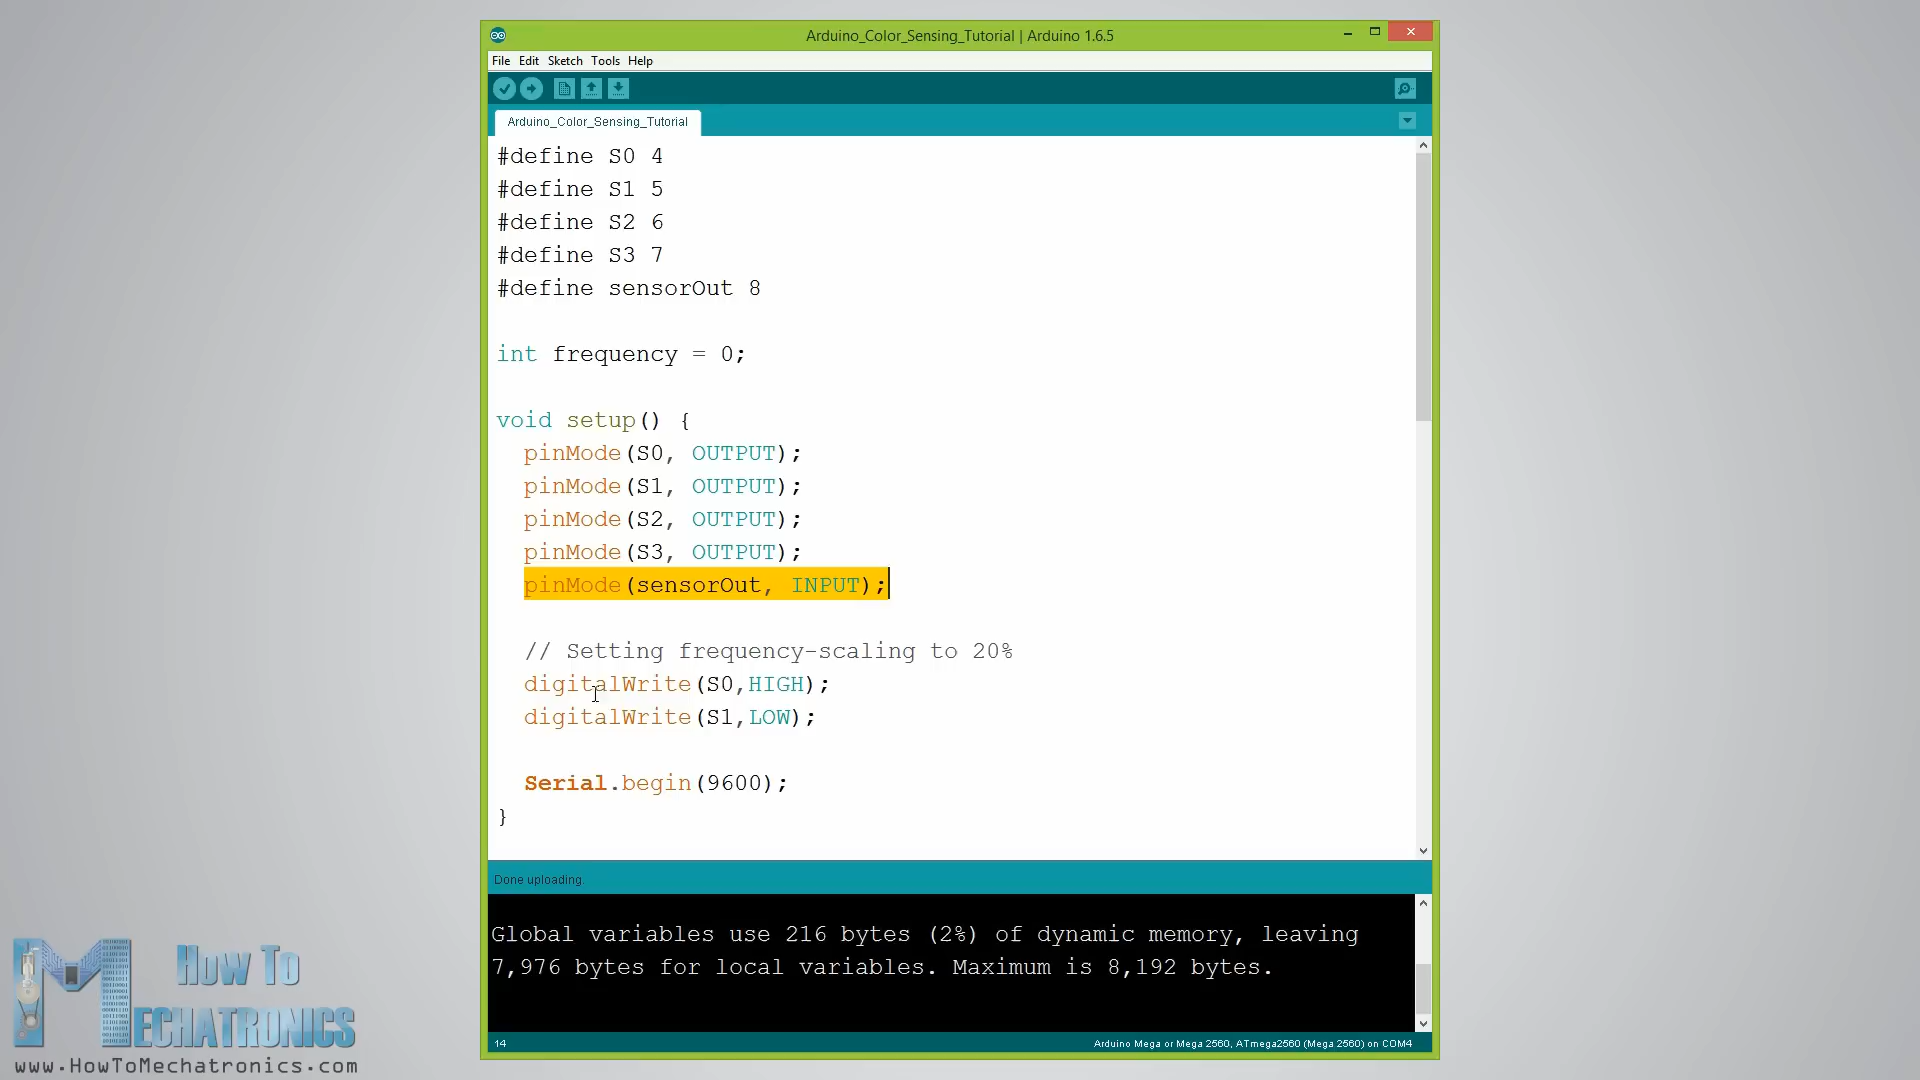 Arduino_Color_Sensing_Tutorial | Arduino 1.6.5
File Edit Sketch Tools Help
Arduino_Color_Sensing_Tutorial
#define S0 4
#define S1 5
#define S2 6
#define S3 7
#define sensorOut 8
int frequency = 0;
void setup() {
pinMode(S0, OUTPUT);
pinMode(S1, OUTPUT);
pinMode(S2, OUTPUT);
pinMode(S3, OUTPUT);
pinMode(sensorOut, INPUT);
// Setting frequency-scaling to 20%
digitalWrite(S0,HIGH);
digitalWrite(S1,LOW);
Serial.begin(9600);
}
Done uploading.
Global variables use 216 bytes (2%) of dynamic memory, leaving
7,976 bytes for local variables. Maximum is 8,192 bytes.
14 Arduino Mega or Mega 2560, ATmega2560 (Mega 2560) on COM4
How To
MECHATRONICS
www.HowToMechatronics.com